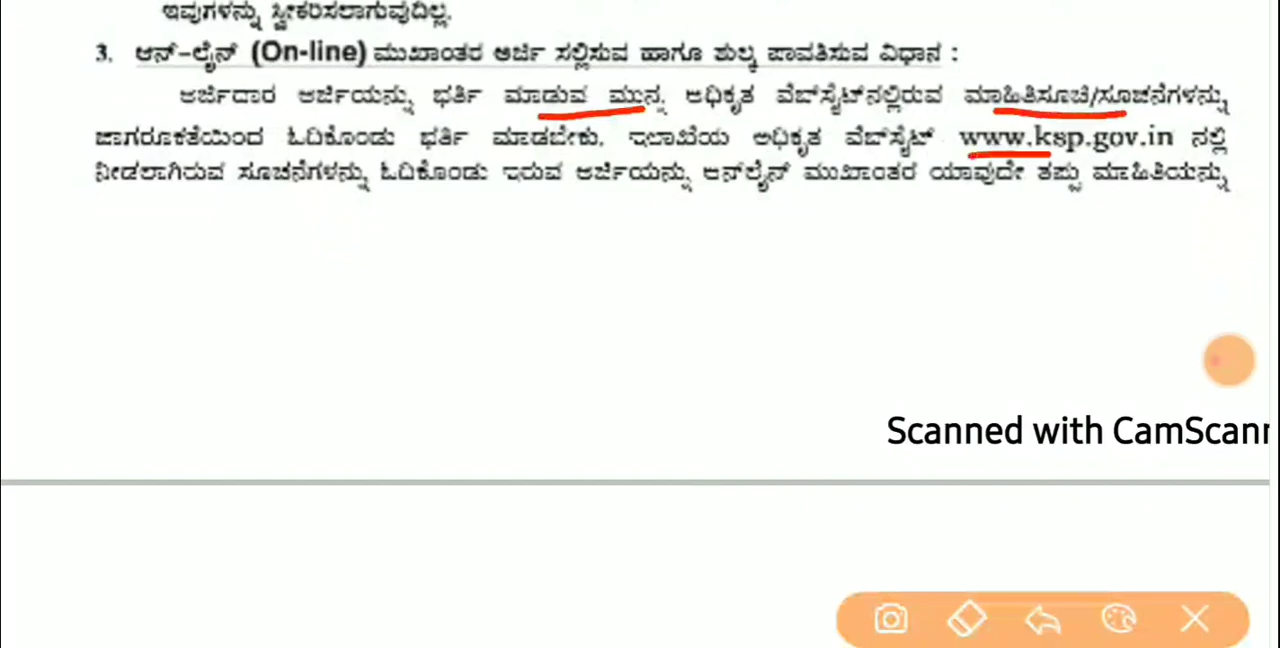 ಇವುಗಳನ್ನು ಸ್ವೀಕರಿಸಲಾಗುವುದಿಲ್ಲ.
3. ಆನ್-ಲೈನ್ (On-line) ಮುಖಾಂತರ ಅರ್ಜಿ ಸಲ್ಲಿಸುವ ಹಾಗೂ ಶುಲ್ಕ ಪಾವತಿಸುವ ವಿಧಾನ :
ಅರ್ಜಿದಾರ ಅರ್ಜಿಯನ್ನು ಭರ್ತಿ ಮಾಡುವ ಮುನ್ನ ಅಧಿಕೃತ ವೆಬ್‌ಸೈಟ್‌ನಲ್ಲಿರುವ ಮಾಹಿತಿಸೂಚಿ/ಸೂಚನೆಗಳನ್ನು
ಜಾಗರೂಕತೆಯಿಂದ ಓದಿಕೊಂಡು ಭರ್ತಿ ಮಾಡಬೇಕು. ಇಲಾಖೆಯ ಅಧಿಕೃತ ವೆಬ್‌ಸೈಟ್ www.ksp.gov.in ನಲ್ಲಿ
ನೀಡಲಾಗಿರುವ ಸೂಚನೆಗಳನ್ನು ಓದಿಕೊಂಡು ಇರುವ ಅರ್ಜಿಯನ್ನು ಆನ್‌ಲೈನ್ ಮುಖಾಂತರ ಯಾವುದೇ ತಪ್ಪು ಮಾಹಿತಿಯನ್ನು
Scanned with CamScann